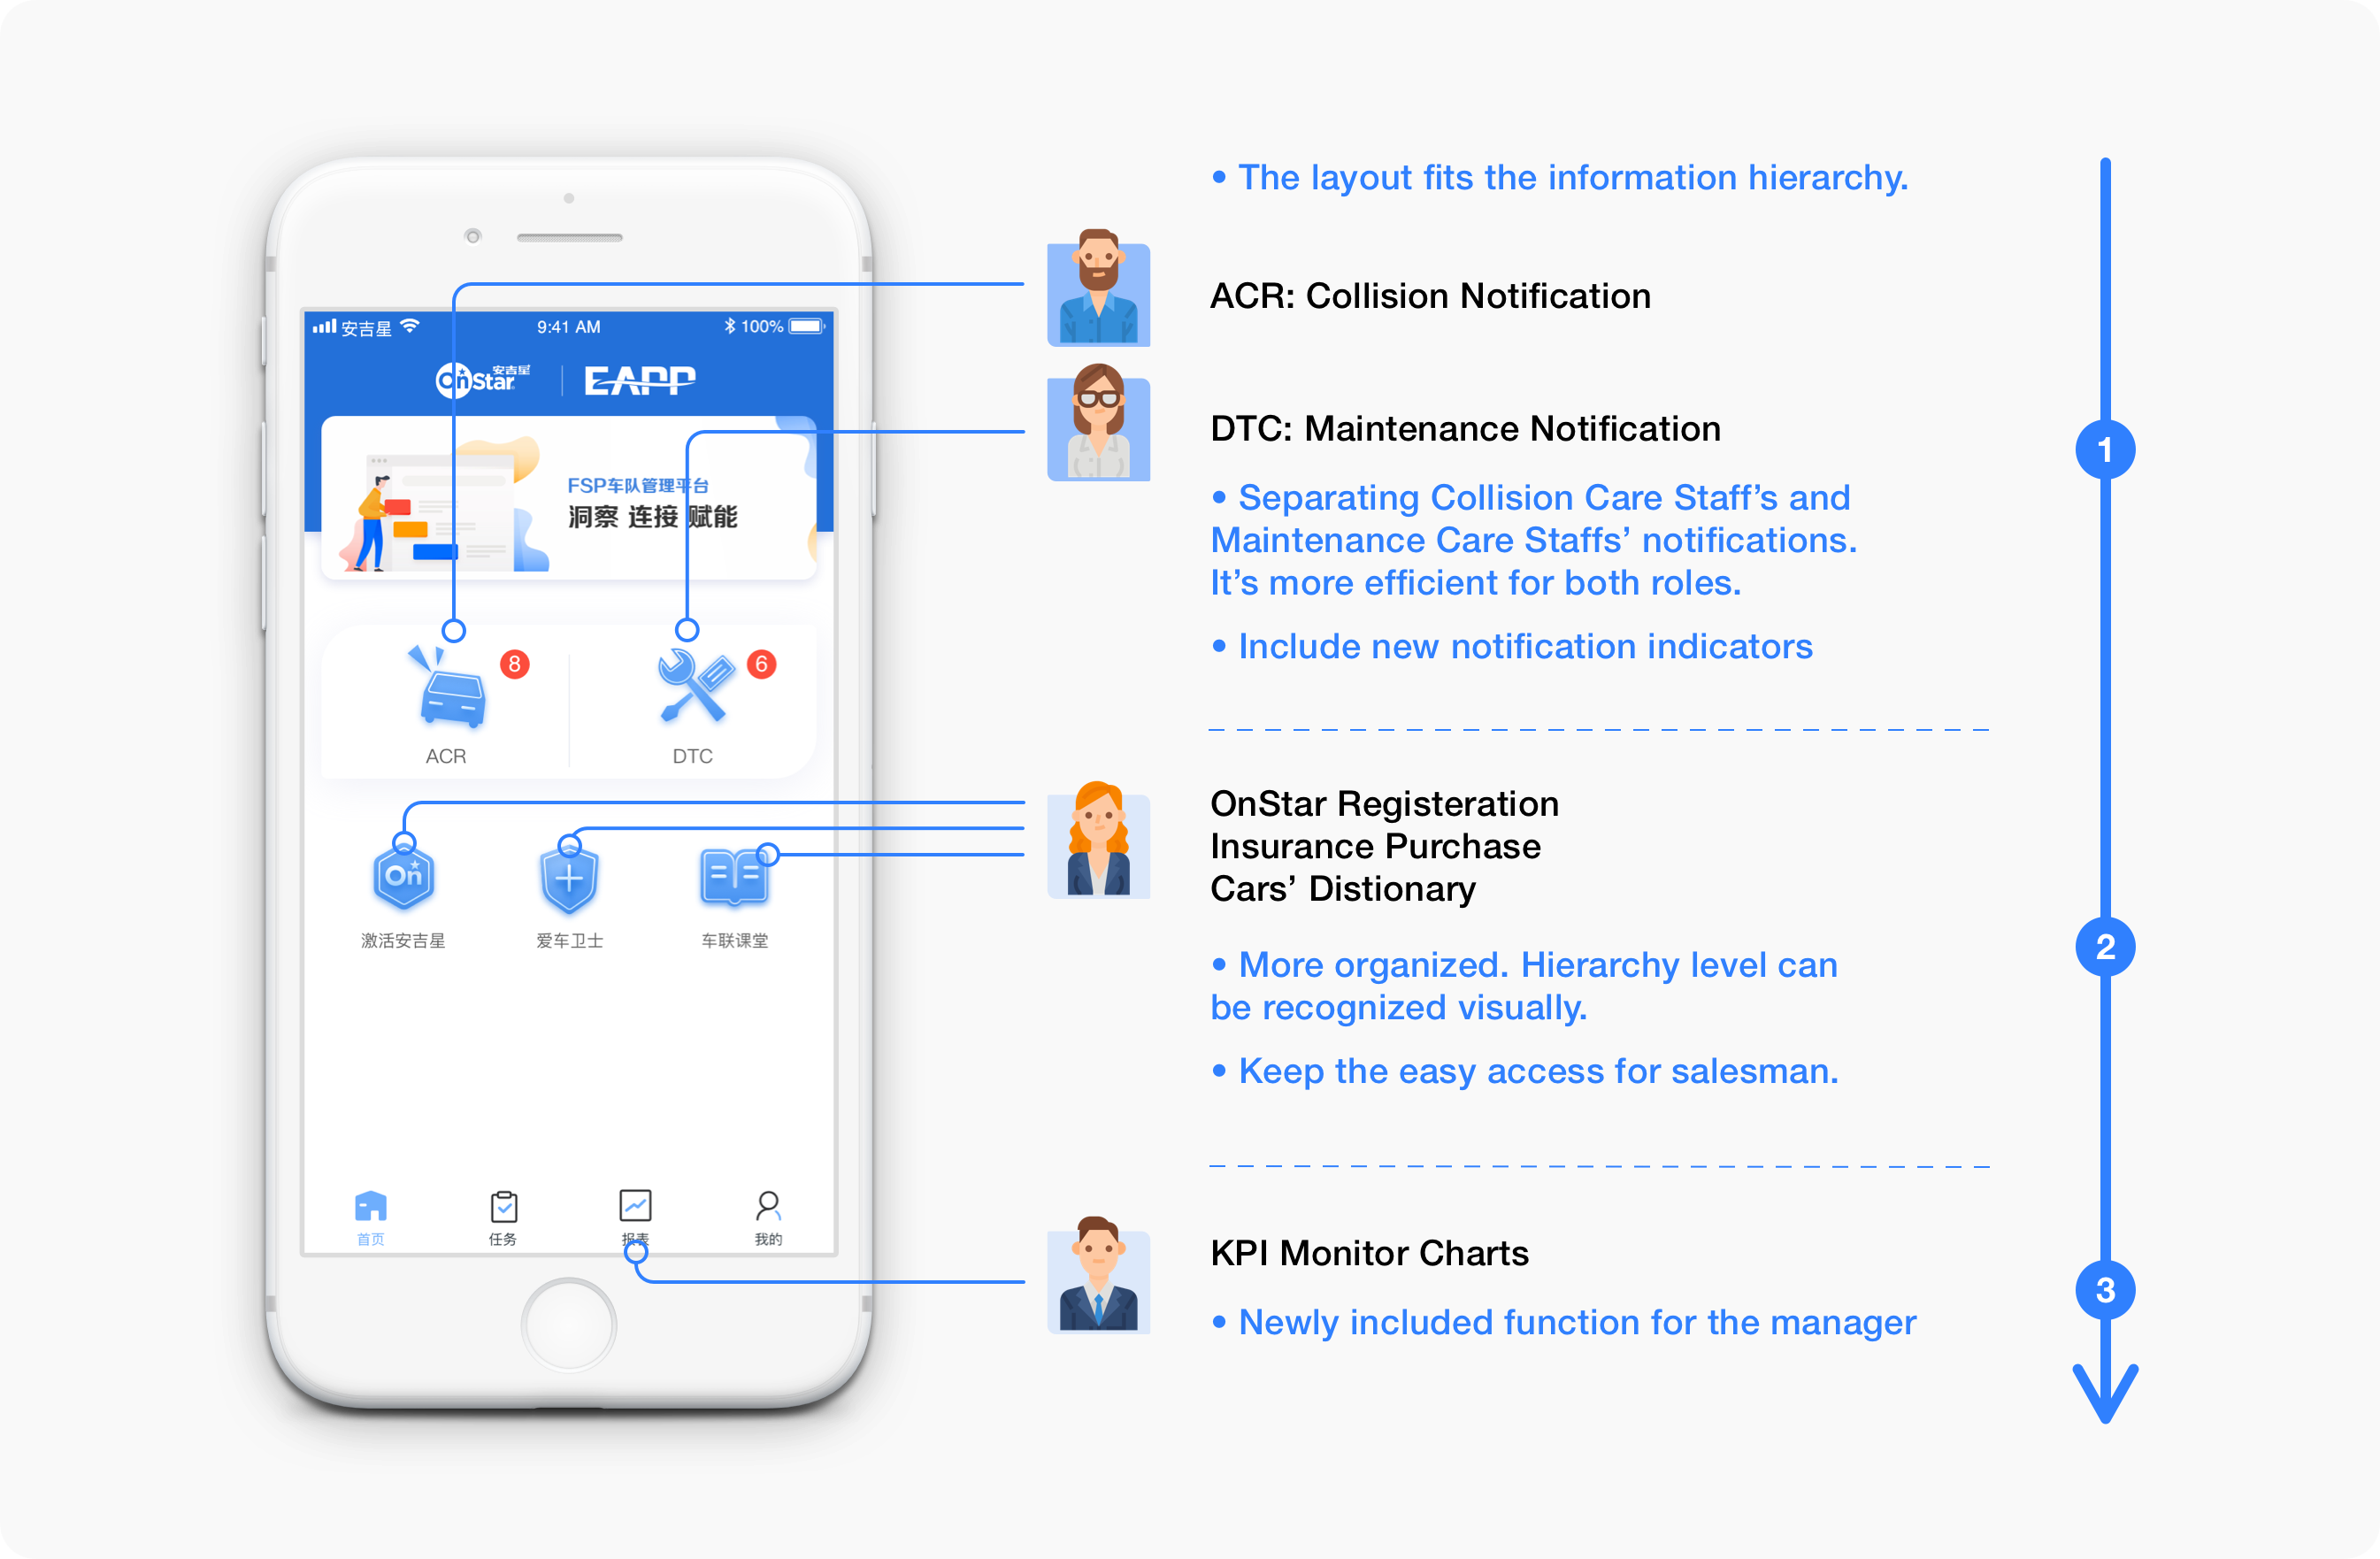 安吉星
9:41 AM
100%
OnStar 安吉星
EAPP
FSP车队管理平台
洞察 连接 赋能
8
6
ACR
DTC
On
激活安吉星
爱车卫士
车联课堂
首页
任务
报表
我的
• The layout fits the information hierarchy.
ACR: Collision Notification
DTC: Maintenance Notification
• Separating Collision Care Staff’s and
Maintenance Care Staffs’ notifications.
It’s more efficient for both roles.
• Include new notification indicators
OnStar Registeration
Insurance Purchase
Cars’ Distionary
• More organized. Hierarchy level can
be recognized visually.
• Keep the easy access for salesman.
KPI Monitor Charts
• Newly included function for the manager
1
2
3